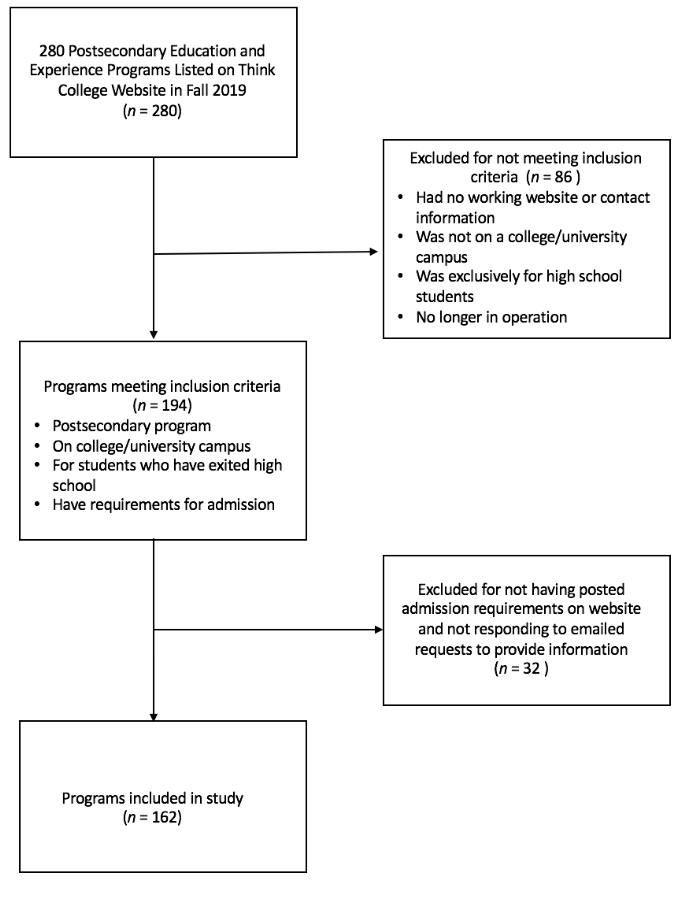 280 Postsecondary Education and
Experience Programs Listed on Think
College Website in Fall 2019
(n = 280)
Excluded for not meeting inclusion
criteria (n = 86 )
• Had no working website or contact
information
• Was not on a college/university
campus
• Was exclusively for high school
students
• No longer in operation
Programs meeting inclusion criteria
(n = 194)
• Postsecondary program
• On college/university campus
• For students who have exited high
school
• Have requirements for admission
Excluded for not having posted
admission requirements on website
and not responding to emailed
requests to provide information
(n = 32 )
Programs included in study
(n = 162)